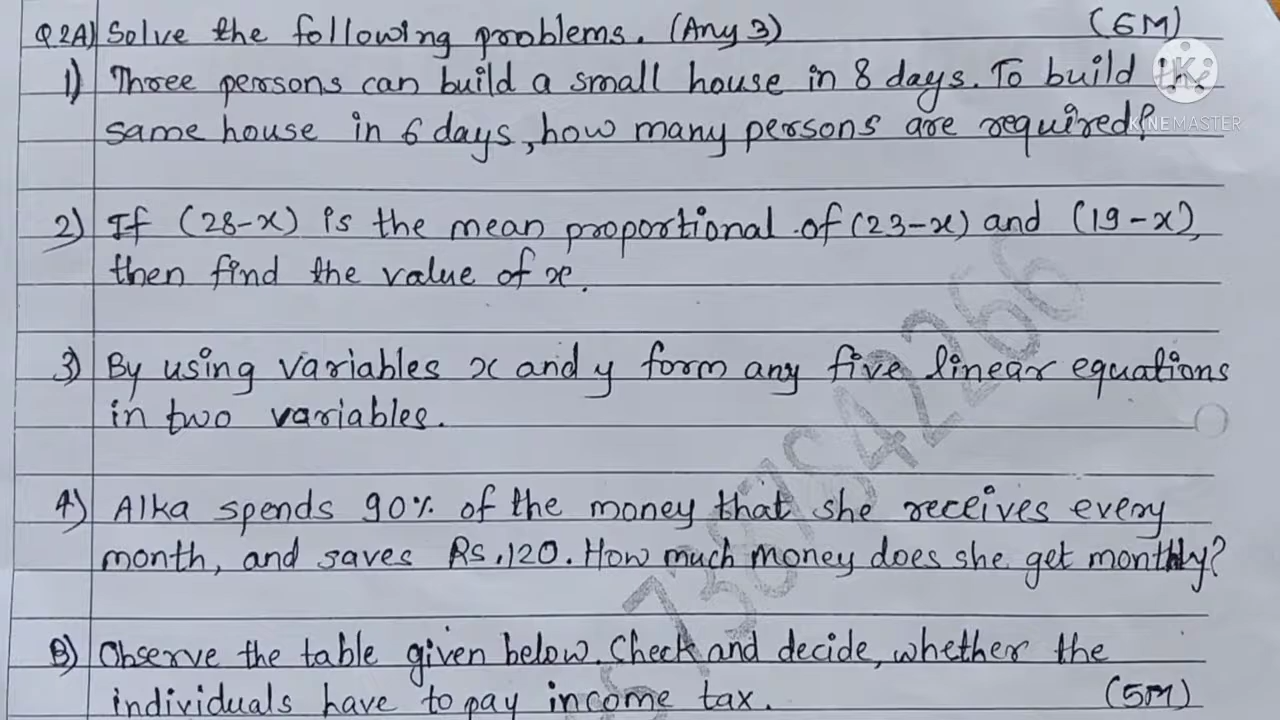 Q2A) Solve the following problems. (Any 3) (6M)
1) Three persons can build a small house in 8 days. To build the
same house in 6 days, how many persons are required?
KINEMASTER
2) If (28-x) is the mean proportional of (23-x) and (19-x),
then find the value of x.
3) By using variables x and y form any five linear equations
in two variables.
4) Alka spends 90% of the money that she receives every
month, and saves Rs.120. How much money does she get monthly?
B) Observe the table given below. Check and decide, whether the
individuals have to pay income tax. (5M)